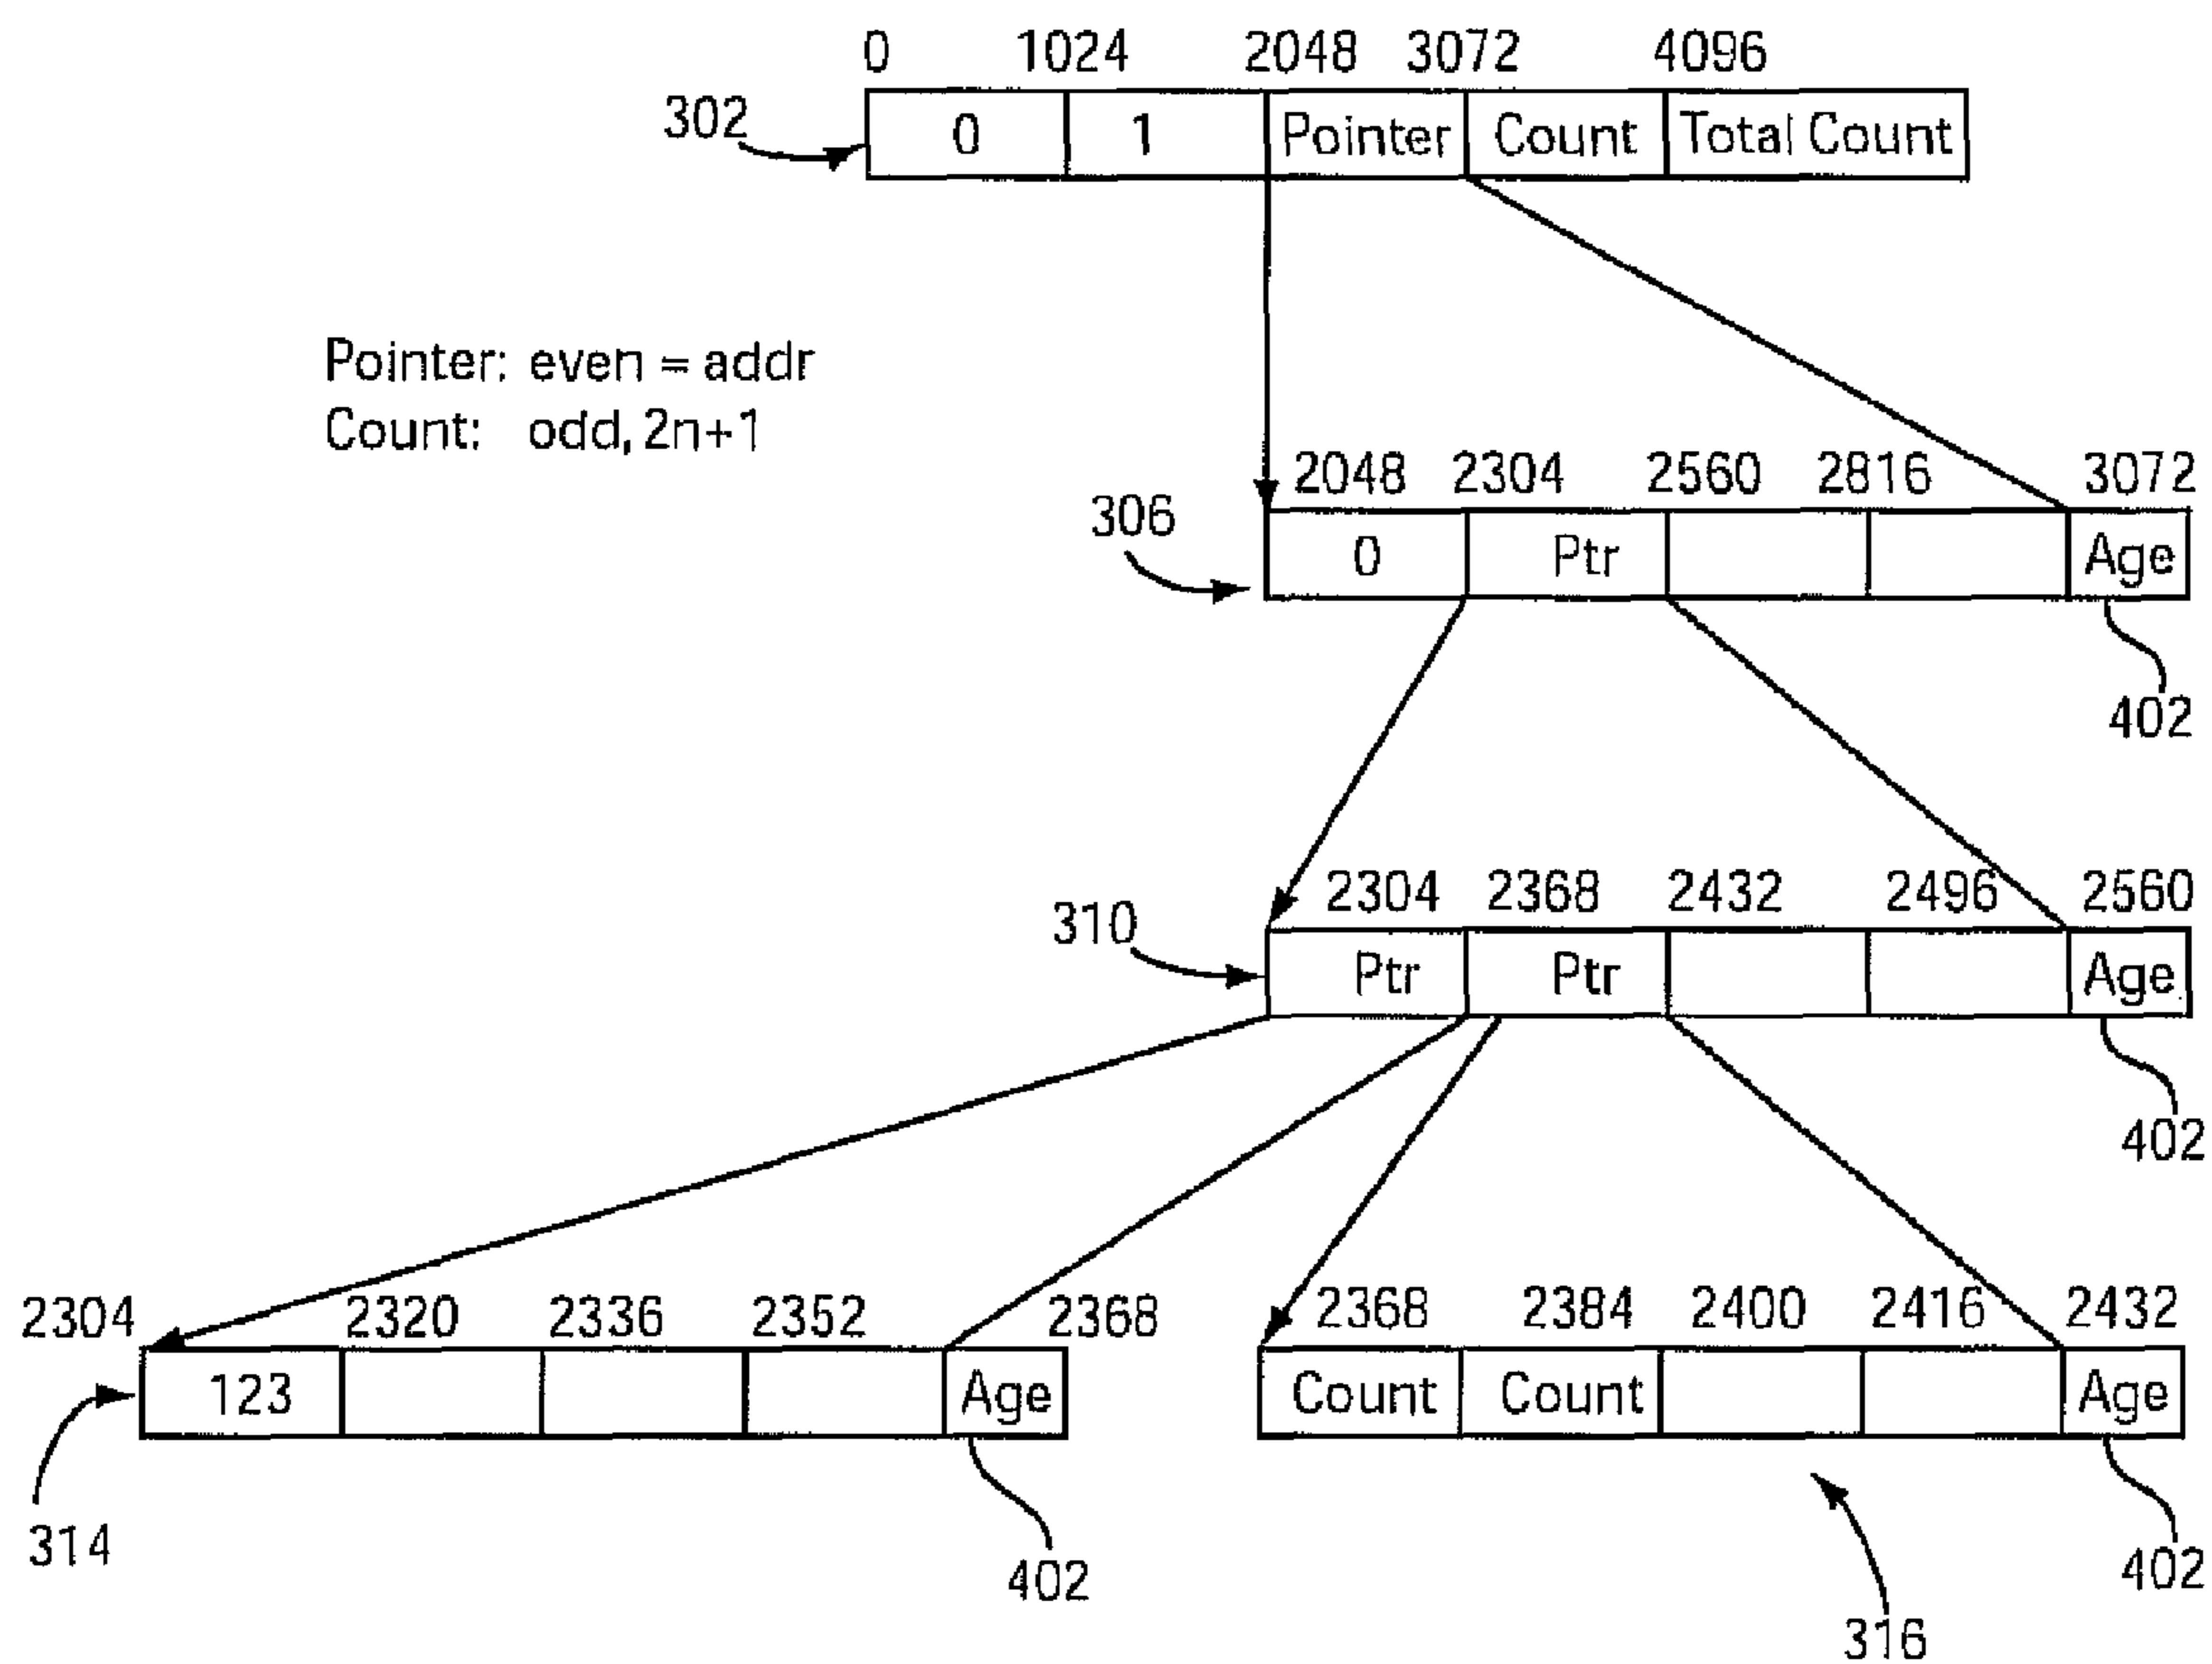 0 1024 2048 3072 4096
302
0 1 Pointer Count Total Count
Pointer: even = addr
Count: odd, 2n+1
2048 2304 2560 2816 3072
306
0 Ptr Age
402
2304 2368 2432 2496 2560
310
Ptr Ptr Age
402
2304 2320 2336 2352 2368
123 Age
314
402
2368 2384 2400 2416 2432
Count Count Age
402
316